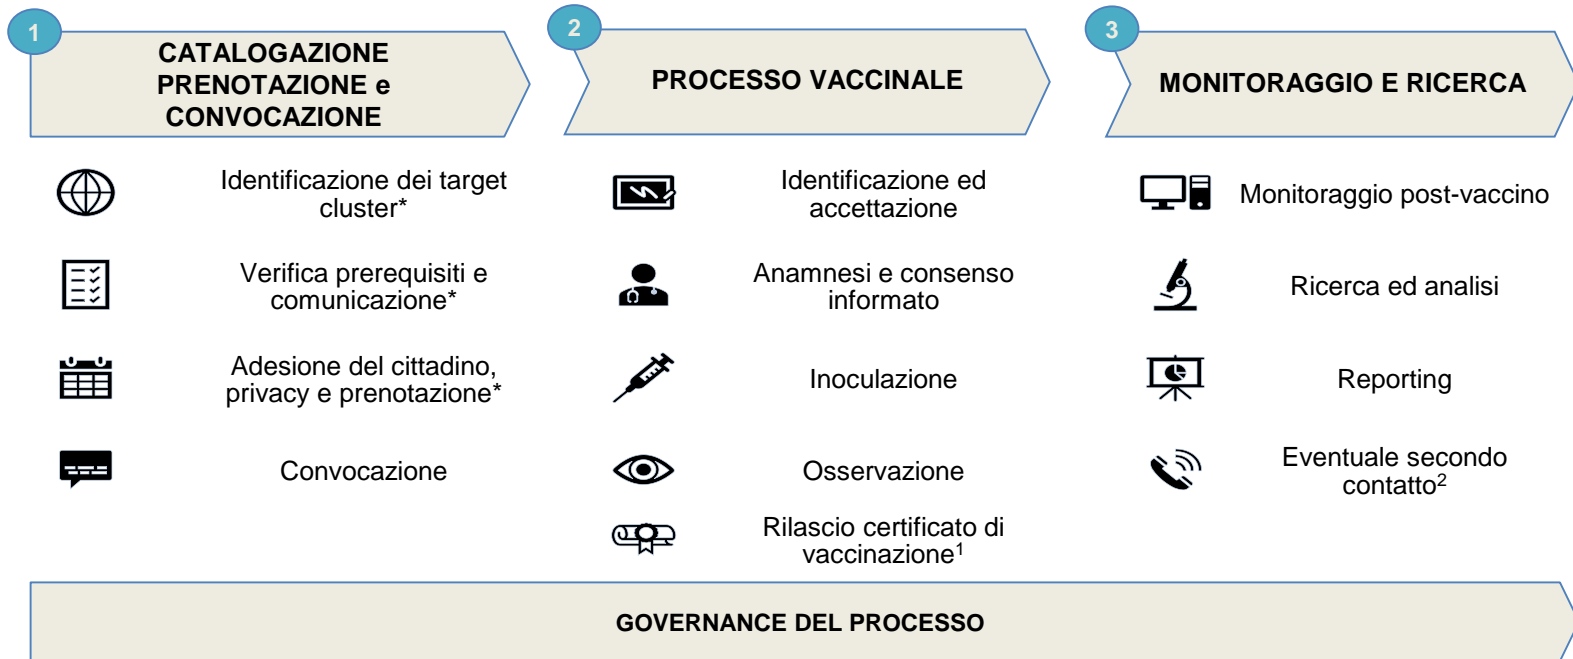 1
CATALOGAZIONE
PRENOTAZIONE e
CONVOCAZIONE
Identificazione dei target
cluster*
Verifica prerequisiti e
comunicazione*
Adesione del cittadino,
privacy e prenotazione*
Convocazione
2
PROCESSO VACCINALE
Identificazione ed
accettazione
Anamnesi e consenso
informato
Inoculazione
Osservazione
Rilascio certificato di
vaccinazione¹
3
MONITORAGGIO E RICERCA
Monitoraggio post-vaccino
Ricerca ed analisi
Reporting
Eventuale secondo
contatto²
GOVERNANCE DEL PROCESSO